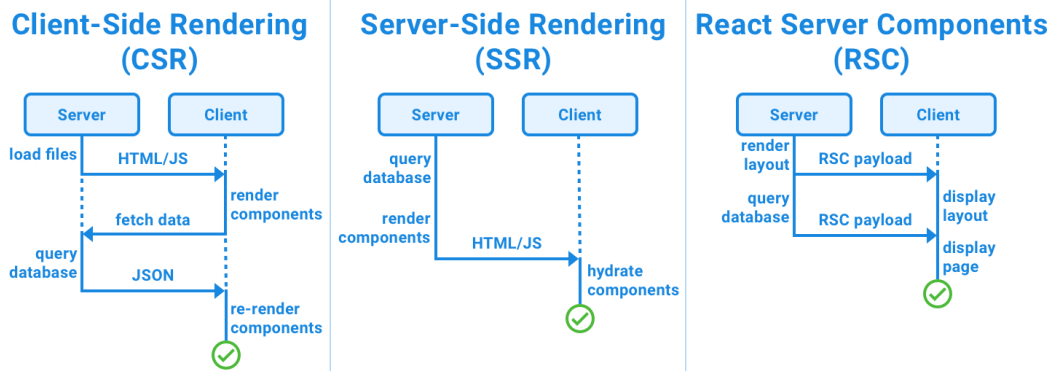 Client-Side Rendering
(CSR)
Server
Client
load files
HTML/JS
render
components
fetch data
query
database
JSON
re-render
components
Server-Side Rendering
(SSR)
Server
Client
query
database
render
components
HTML/JS
hydrate
components
React Server Components
(RSC)
Server
Client
render
layout
RSC payload
query
database
display
layout
RSC payload
display
page